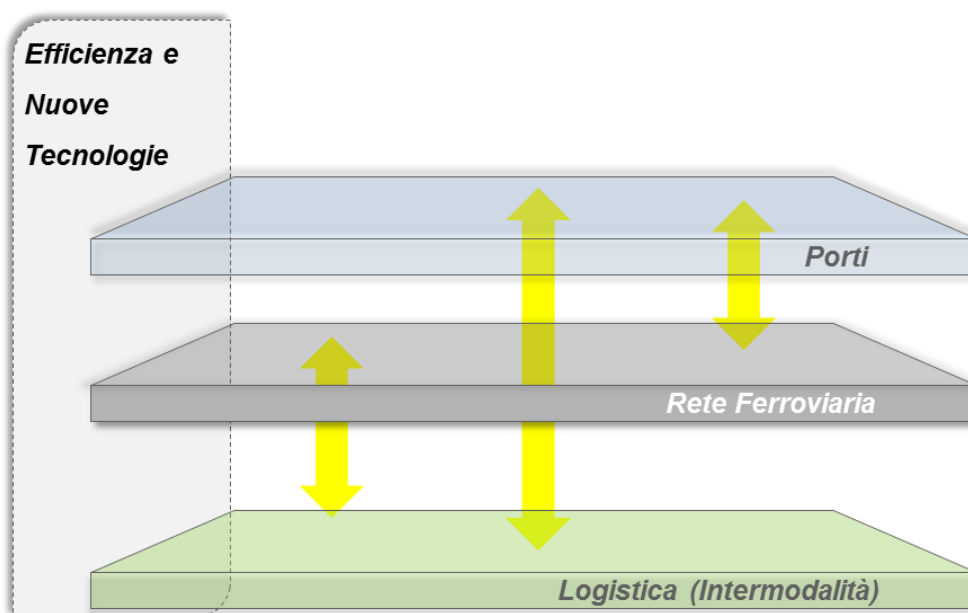 Efficienza e
Nuove
Tecnologie
Porti
Rete Ferroviaria
Logistica (Intermodalità)